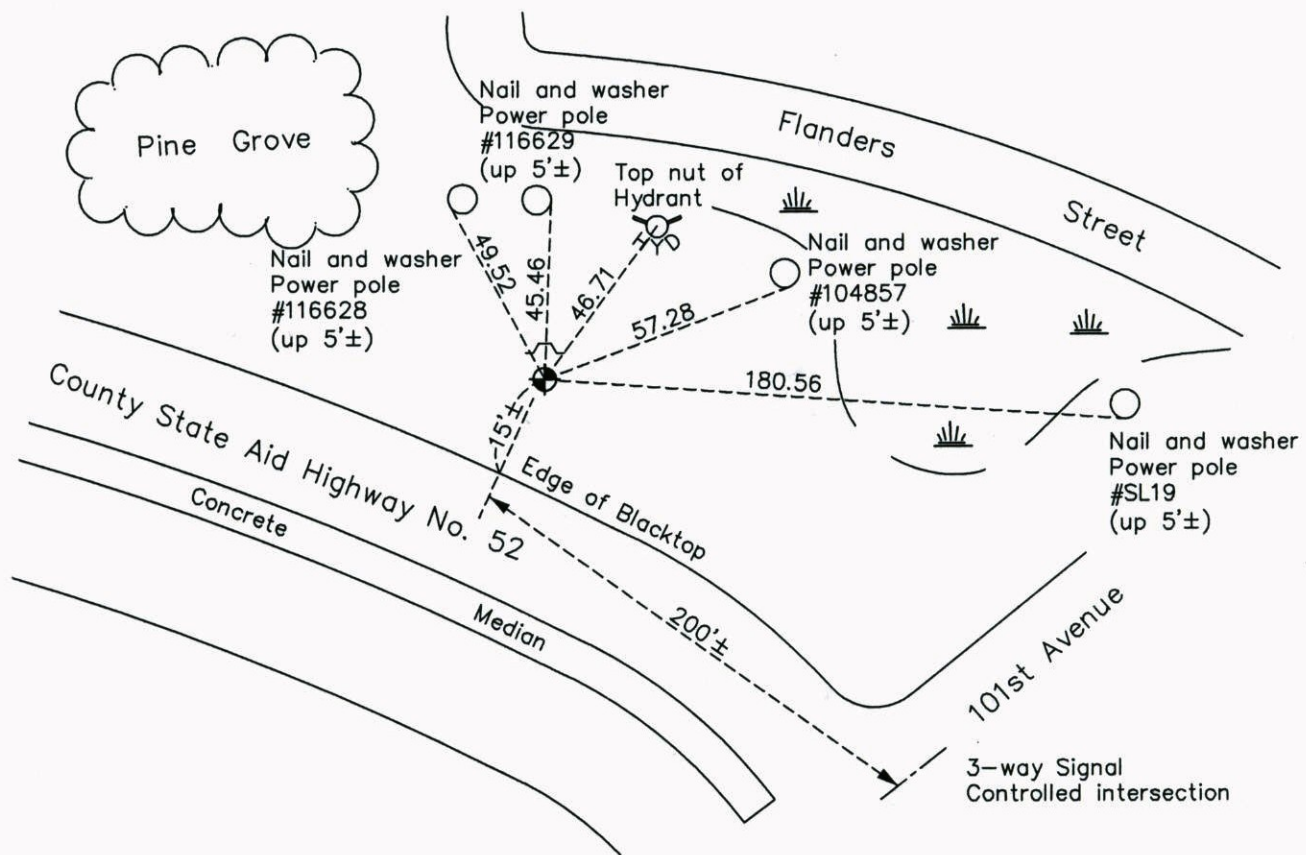 Pine Grove
Nail and washer
Power pole
#116629
(up 5'±)
Flanders
Street
Top nut of
Hydrant
HYD
Nail and washer
Power pole
#116628
(up 5'±)
49.52
45.46
46.71
57.28
180.56
Nail and washer
Power pole
#104857
(up 5'±)
Nail and washer
Power pole
#SL19
(up 5'±)
15'±
County State Aid Highway No. 52
Edge of Blacktop
Concrete
Median
200'±
101st Avenue
3-way Signal
Controlled intersection